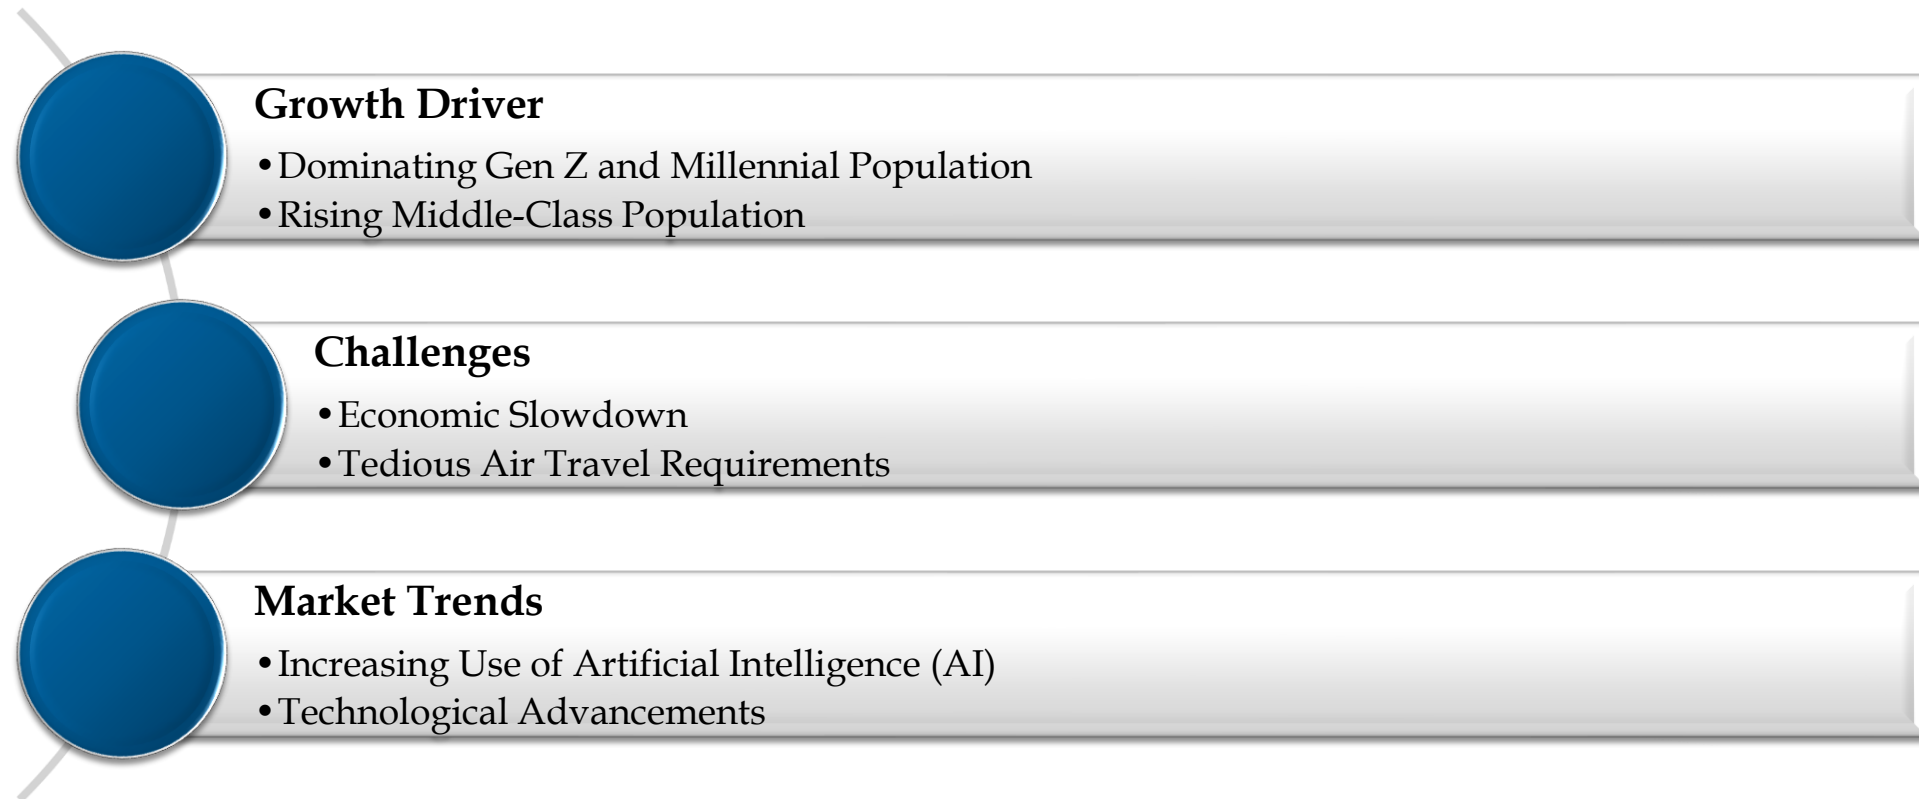 Growth Driver
•Dominating Gen Z and Millennial Population
•Rising Middle-Class Population
Challenges
•Economic Slowdown
•Tedious Air Travel Requirements
Market Trends
•Increasing Use of Artificial Intelligence (AI)
•Technological Advancements